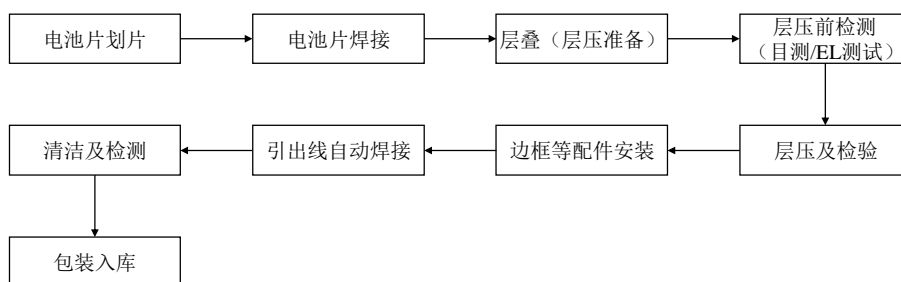 电池片划片
电池片焊接
层叠（层压准备）
层压前检测
（目测/EL测试）
层压及检验
边框等配件安装
引出线自动焊接
清洁及检测
包装入库